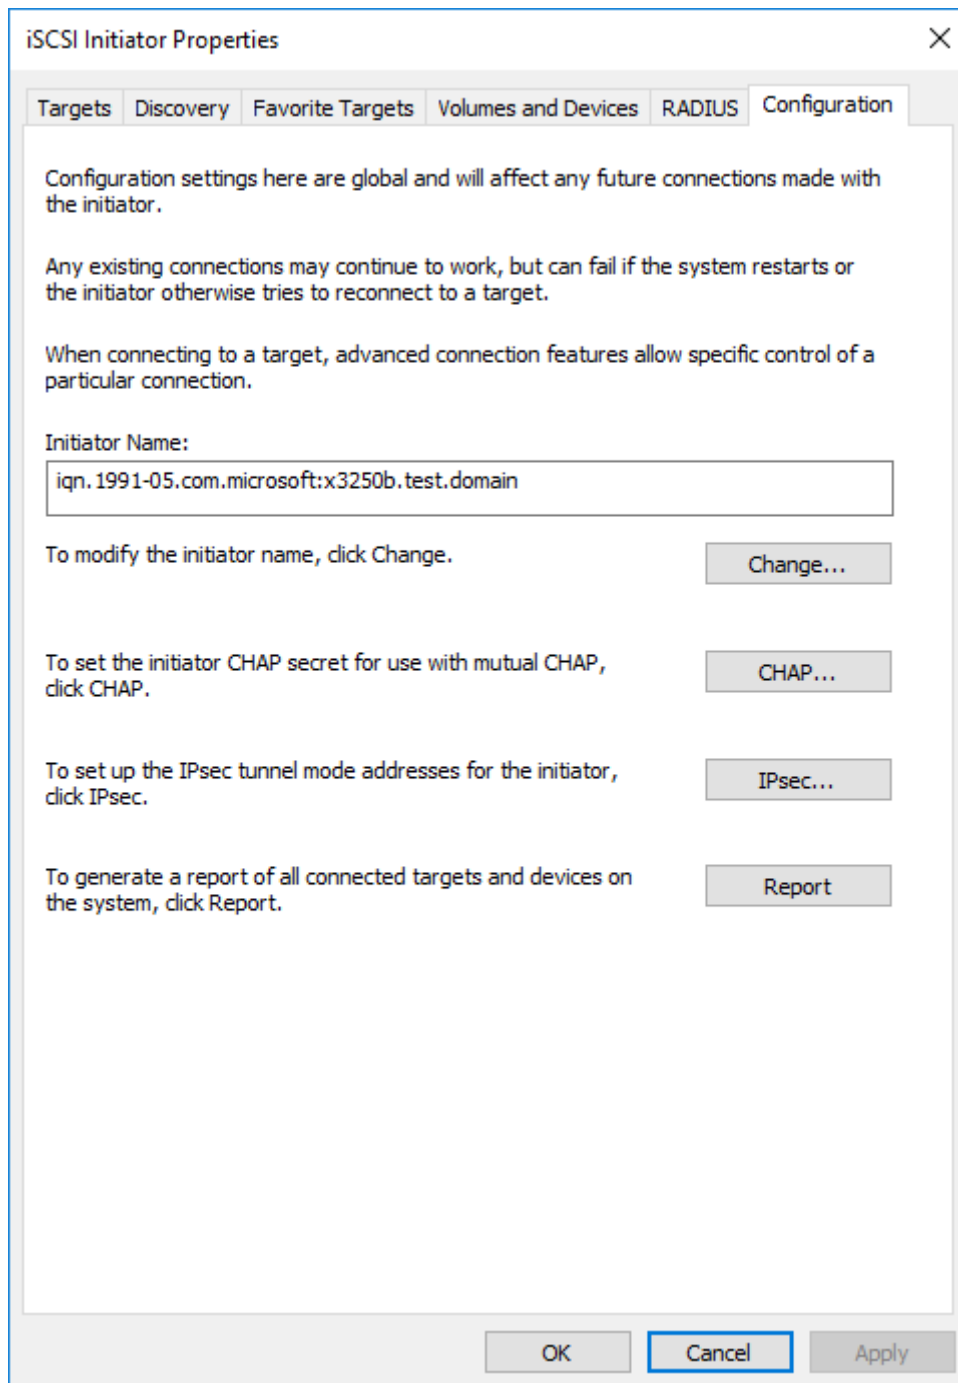 iSCSI Initiator Properties
Targets Discovery Favorite Targets Volumes and Devices RADIUS Configuration
Configuration settings here are global and will affect any future connections made with
the initiator.
Any existing connections may continue to work, but can fail if the system restarts or
the initiator otherwise tries to reconnect to a target.
When connecting to a target, advanced connection features allow specific control of a
particular connection.
Initiator Name:
iqn.1991-05.com.microsoft:x3250b.test.domain
To modify the initiator name, click Change.
Change...
To set the initiator CHAP secret for use with mutual CHAP,
click CHAP.
CHAP...
To set up the IPsec tunnel mode addresses for the initiator,
click IPsec.
IPsec...
To generate a report of all connected targets and devices on
the system, click Report.
Report
OK Cancel Apply